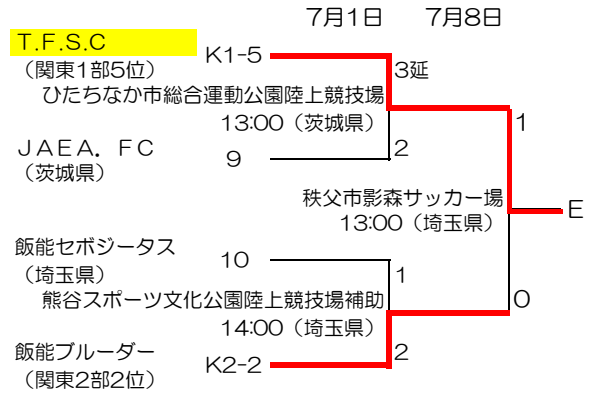 7月1日 7月8日
T.F.S.C
K1-5
3延
（関東1部5位）
ひたちなか市総合運動公園陸上競技場
13:00（茨城県）
1
JAEA．FC
9
2
（茨城県）
秩父市影森サッカー場
13:00（埼玉県）
E
飯能セボジータス
10
（埼玉県）
1
熊谷スポーツ文化公園陸上競技場補助
0
14:00（埼玉県）
飯能ブルーダー
K2-2
2
（関東2部2位）